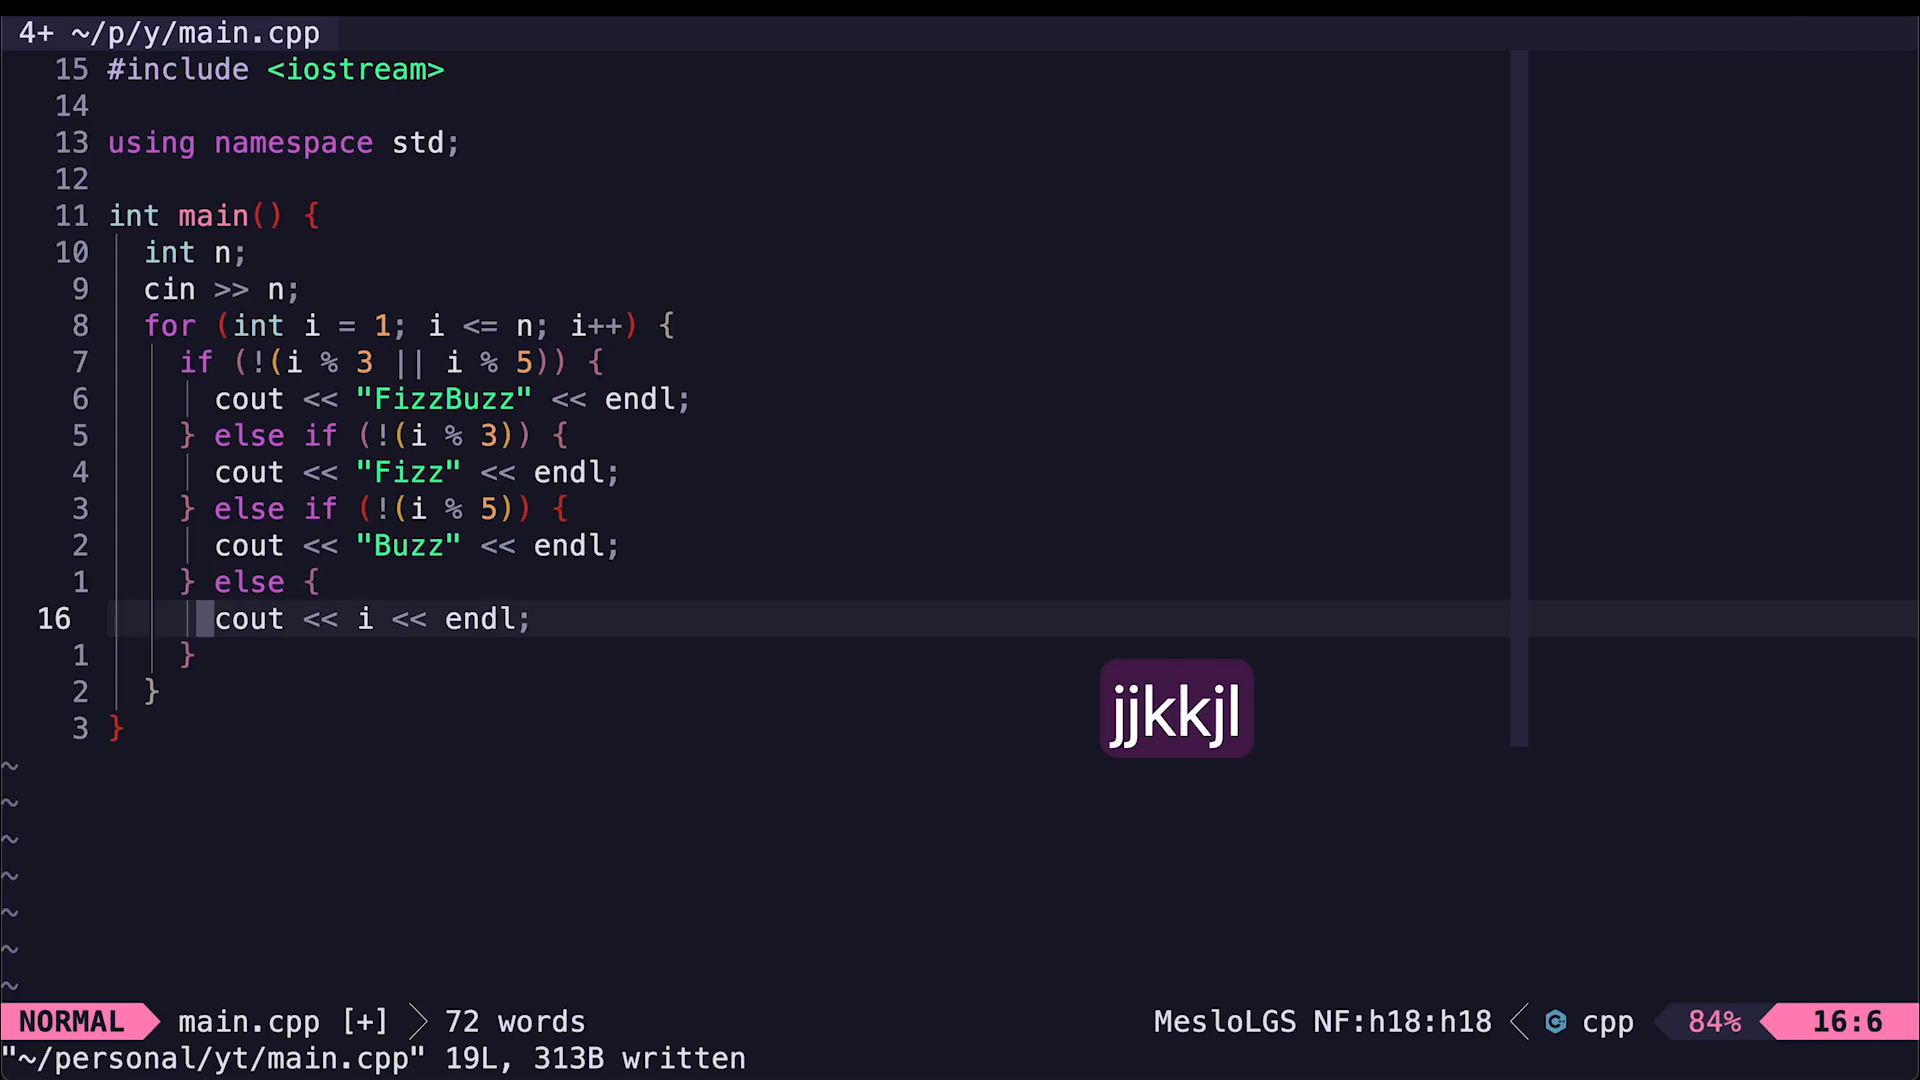 4+ ~/p/y/main.cpp
15 #include <iostream>
14
13 using namespace std;
12
11 int main() {
10   int n;
9   cin >> n;
8   for (int i = 1; i <= n; i++) {
7     if (!(i % 3 || i % 5)) {
6       cout << "FizzBuzz" << endl;
5     } else if (!(i % 3)) {
4       cout << "Fizz" << endl;
3     } else if (!(i % 5)) {
2       cout << "Buzz" << endl;
1     } else {
16       cout << i << endl;
1     }
2   }
3 }
jjkkjl
~
~
~
~
~
~
~
NORMAL main.cpp [+] 72 words MesloLGS NF:h18:h18 cpp 84% 16:6
"~/personal/yt/main.cpp" 19L, 313B written